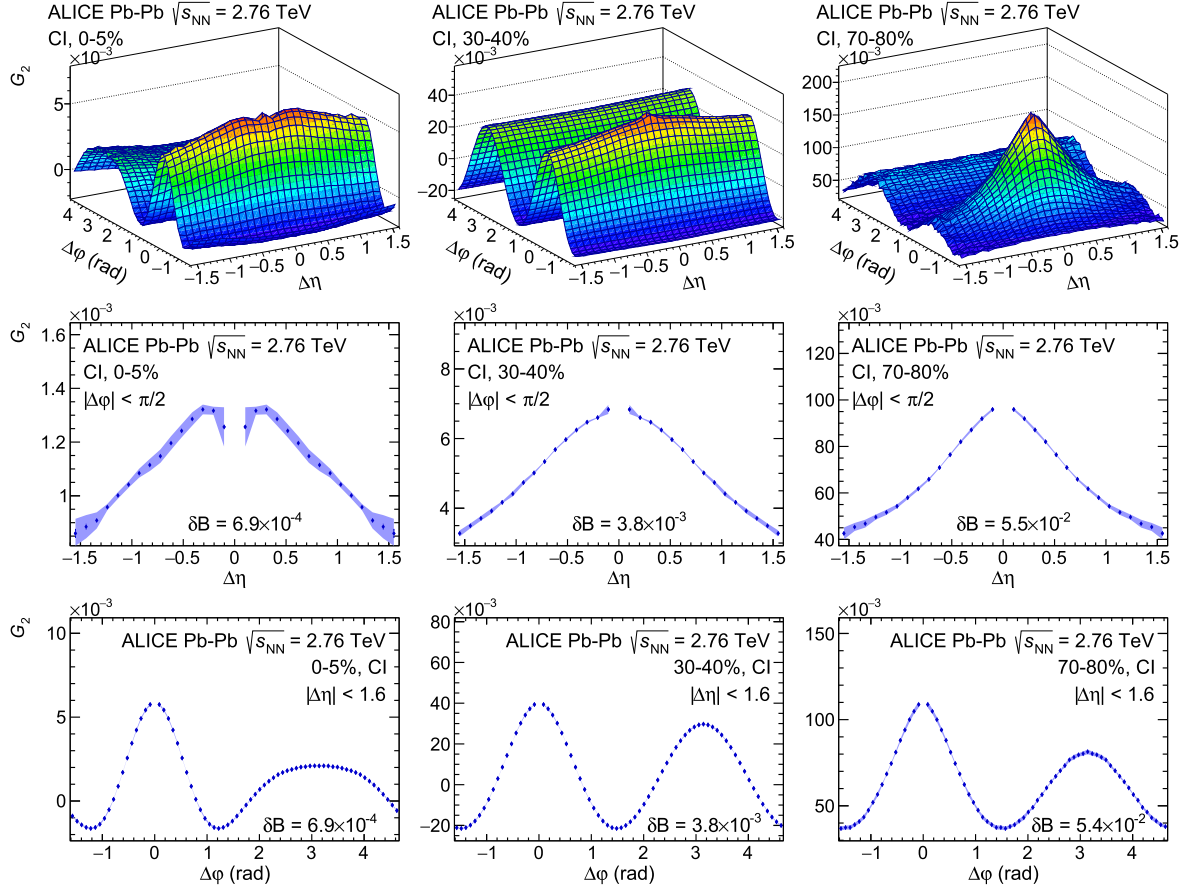 ALICE Pb-Pb √sNN = 2.76 TeV
CI, 0-5%
×10−3
G2
5
0
4
3
2
1
0
−1
Δφ (rad)
−1.5
−1
−0.5
0
0.5
1
1.5
Δη
ALICE Pb-Pb √sNN = 2.76 TeV
CI, 30-40%
×10−3
40
20
0
−20
4
3
2
1
0
−1
Δφ (rad)
−1.5
−1
−0.5
0
0.5
1
1.5
Δη
ALICE Pb-Pb √sNN = 2.76 TeV
CI, 70-80%
×10−3
200
150
100
50
4
3
2
1
0
−1
Δφ (rad)
−1.5
−1
−0.5
0
0.5
1
1.5
Δη
×10−3
G2
1.6
1.4
1.2
1
ALICE Pb-Pb √sNN = 2.76 TeV
CI, 0-5%
|Δφ| < π/2
δB = 6.9×10-4
−1.5 −1 −0.5 0 0.5 1 1.5
Δη
×10−3
8
6
4
ALICE Pb-Pb √sNN = 2.76 TeV
CI, 30-40%
|Δφ| < π/2
δB = 3.8×10-3
−1.5 −1 −0.5 0 0.5 1 1.5
Δη
×10−3
120
100
80
60
40
ALICE Pb-Pb √sNN = 2.76 TeV
CI, 70-80%
|Δφ| < π/2
δB = 5.5×10-2
−1.5 −1 −0.5 0 0.5 1 1.5
Δη
×10−3
G2
10
5
0
ALICE Pb-Pb √sNN = 2.76 TeV
0-5%, CI
|Δη| < 1.6
δB = 6.9×10-4
−1 0 1 2 3 4
Δφ (rad)
×10−3
80
60
40
20
0
−20
ALICE Pb-Pb √sNN = 2.76 TeV
30-40%, CI
|Δη| < 1.6
δB = 3.8×10-3
−1 0 1 2 3 4
Δφ (rad)
×10−3
150
100
50
ALICE Pb-Pb √sNN = 2.76 TeV
70-80%, CI
|Δη| < 1.6
δB = 5.4×10-2
−1 0 1 2 3 4
Δφ (rad)